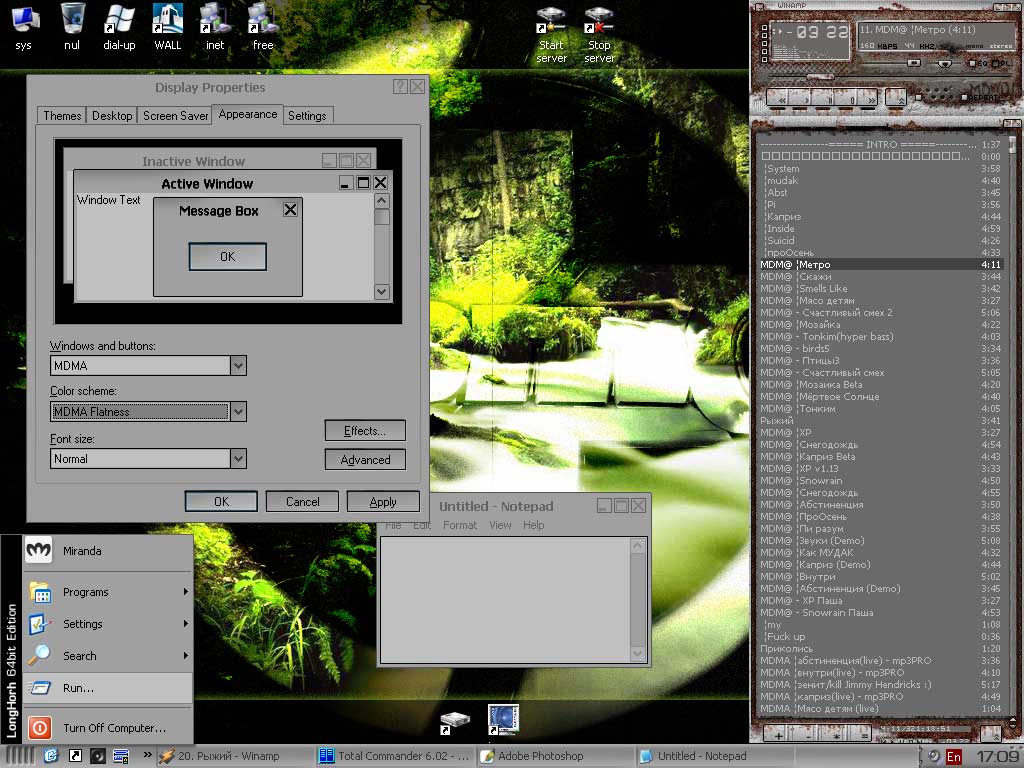 sys
nul
dial-up
WALL
inet
free
Start server
Stop server
Display Properties
Themes
Desktop
Screen Saver
Appearance
Settings
Inactive Window
Active Window
Window Text
Message Box
OK
Windows and buttons:
MDMA
Color scheme:
MDMA Flatness
Font size:
Normal
Effects...
Advanced
OK
Cancel
Apply
Untitled - Notepad
File Edit Format View Help
Miranda
Programs
Settings
Search
Run...
Turn Off Computer...
LongHorn 64bit Edition
WINAMP
- 03 22
11. MDM@ ¦Метро (4:11)
160 KBPS 44 KHZ mono stereo
EQ PL
REPEAT
----------------===== INTRO =====--------... 1:37
0:00
¦System 3:58
¦mudak 4:40
¦Abst 3:45
¦Pi 3:56
¦Каприз 4:44
¦Inside 4:59
¦Suicid 4:26
¦проОсень 4:33
MDM@ ¦Метро 4:11
MDM@ ¦Скажи 3:44
MDM@ ¦Smells Like 3:42
MDM@ ¦Мясо детям 3:27
MDM@ - Счастливый смех 2 5:06
MDM@ ¦Мозайка 4:22
MDM@ - Tonkim(hyper bass) 4:03
MDM@ - birds5 3:34
MDM@ - Птицы3 3:36
MDM@ - Счастливый смех 5:05
MDM@ ¦Мозаика Beta 4:20
MDM@ ¦Мёртвое Солнце 4:40
MDM@ ¦Тонким 4:05
Рыжий 3:41
MDM@ ¦XP 3:27
MDM@ ¦Снегодождь 4:54
MDM@ ¦Каприз Beta 4:43
MDM@ ¦XP v1.13 3:33
MDM@ ¦Snowrain 4:50
MDM@ ¦Снегодождь 4:55
MDM@ ¦Абстиненция 3:50
MDM@ ¦ПроОсень 4:38
MDM@ ¦Пи разум 3:55
MDM@ ¦Звуки (Demo) 5:08
MDM@ ¦Как МУДАК 4:32
MDM@ ¦Каприз (Demo) 4:44
MDM@ ¦Внутри 5:02
MDM@ ¦Абстиненция (Demo) 3:45
MDM@ - XP Паша 3:27
MDM@ - Snowrain Паша 4:53
¦my 1:08
¦Fuck up 0:36
Приколись 1:20
MDMA ¦абстиненция(live) - mp3PRO 3:36
MDMA ¦внутри(live) - mp3PRO 4:10
MDMA ¦зенит/kill Jimmy Hendricks :) 5:17
MDMA ¦каприз(live) - mp3PRO 4:49
MDMA ¦Мясо детям (live) 1:04
4:11/321:18:51
20. Рыжий - Winamp
Total Commander 6.02 - ...
Adobe Photoshop
Untitled - Notepad
En
17:09